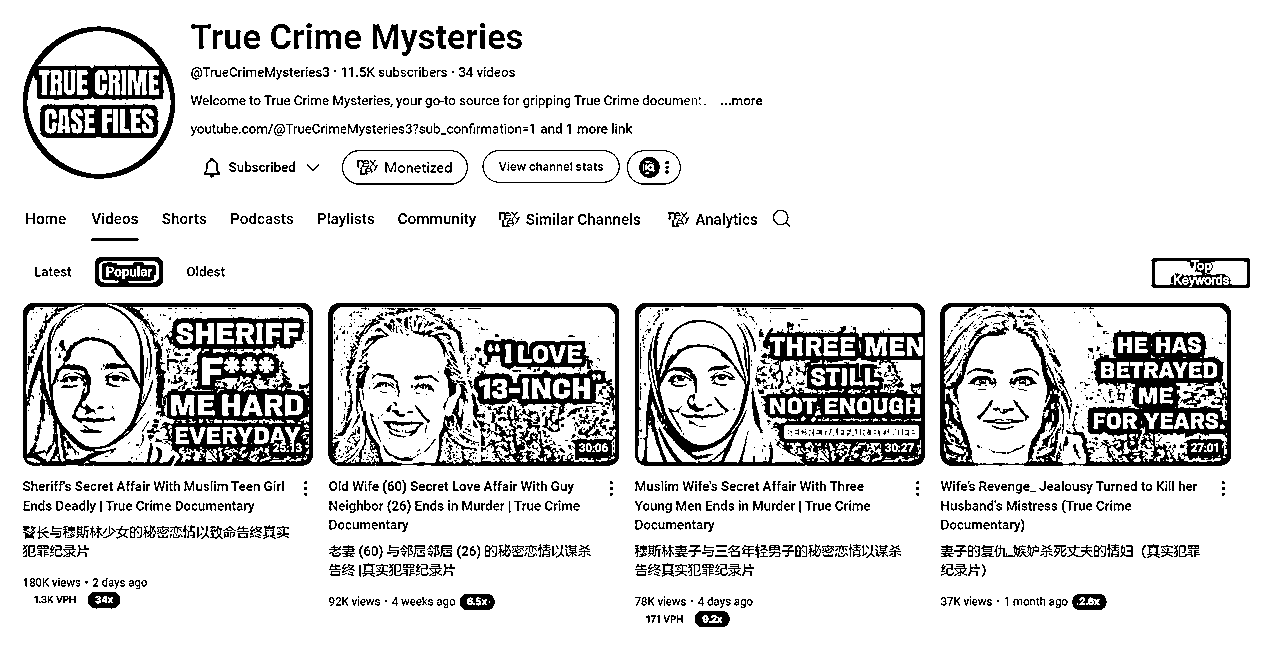 True Crime Mysteries
TRUE CRIME
CASE FILES
@TrueCrimeMysteries3 · 11.5K subscribers · 34 videos
Welcome to True Crime Mysteries, your go-to source for gripping True Crime document. ...more
youtube.com/@TrueCrimeMysteries3?sub_confirmation=1 and 1 more link
Subscribed
Monetized
View channel stats
Home Videos Shorts Podcasts Playlists Community Similar Channels Analytics
Latest Popular Oldest
Top
Keywords
SHERIFF
F***
ME HARD
EVERYDAY
"I LOVE
13-INCH"
30:06
THREE MEN
STILL
NOT ENOUGH
30:27
HE HAS
BETRAYED
ME
FOR YEARS.
27:01
Sheriff's Secret Affair With Muslim Teen Girl
Ends Deadly | True Crime Documentary
警长与穆斯林少女的秘密恋情以致命告终真实
犯罪纪录片
180K views · 2 days ago
1.3K VPH 34x
Old Wife (60) Secret Love Affair With Guy
Neighbor (26) Ends in Murder | True Crime
Documentary
老妻 (60) 与邻居邻居 (26) 的秘密恋情以谋杀
告终 |真实犯罪纪录片
92K views · 4 weeks ago 6.5x
Muslim Wife's Secret Affair With Three
Young Men Ends in Murder | True Crime
Documentary
穆斯林妻子与三名年轻男子的秘密恋情以谋杀
告终真实犯罪纪录片
78K views · 4 days ago
171 VPH 9.2x
Wife's Revenge_ Jealousy Turned to Kill her
Husband's Mistress (True Crime
Documentary)
妻子的复仇_嫉妒杀死丈夫的情妇（真实犯罪
纪录片）
37K views · 1 month ago 2.6x